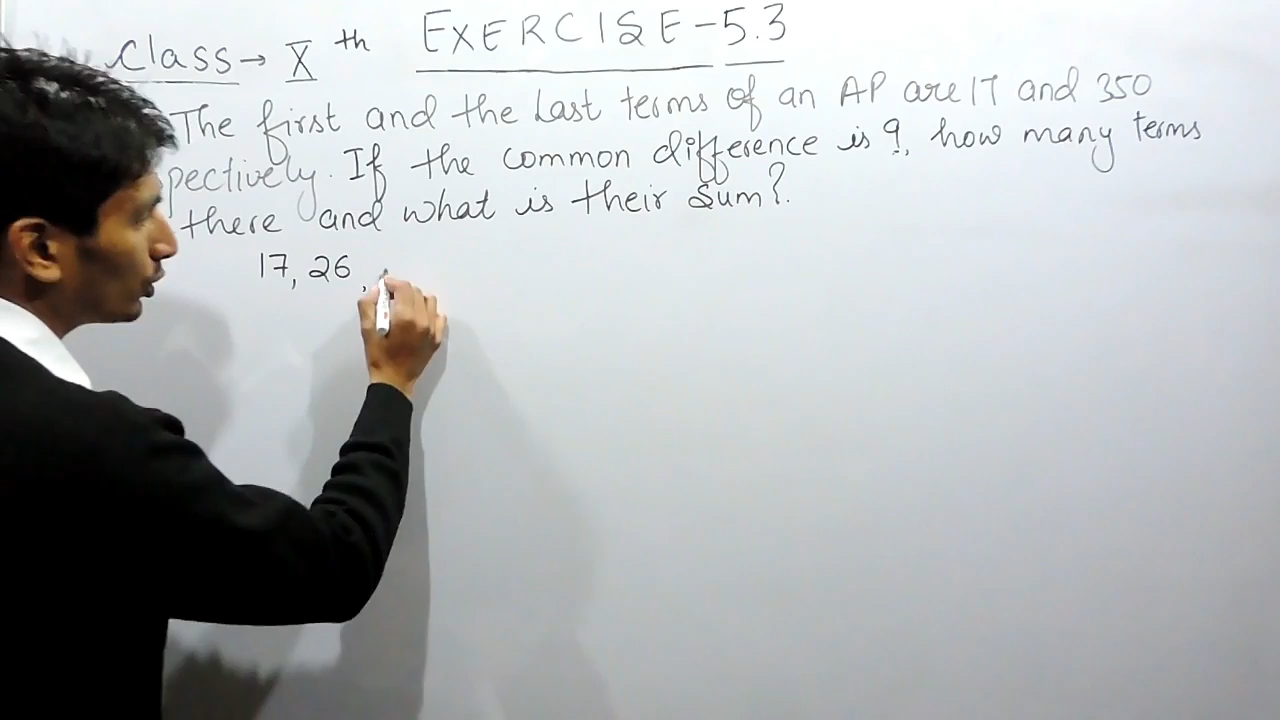 Class → X th EXERCISE-5.3
The first and the Last terms of an AP are 17 and 350
pectively. If the common difference is 9, how many terms
there and what is their Sum?
17, 26,